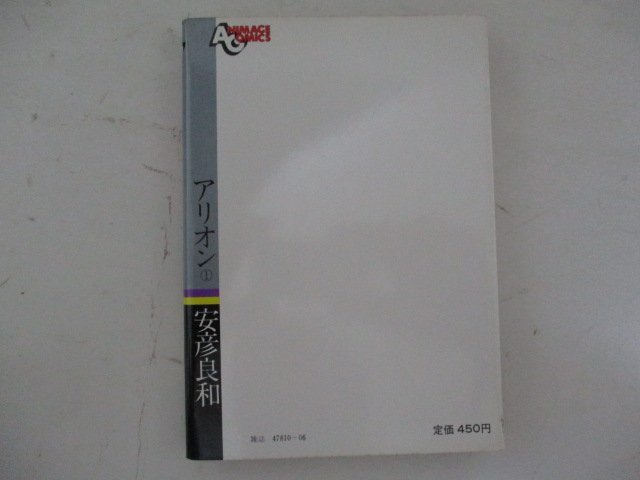 ANIMAGE
COMICS
アリオン①
安彦良和
雑誌 47810-06
定価 450円